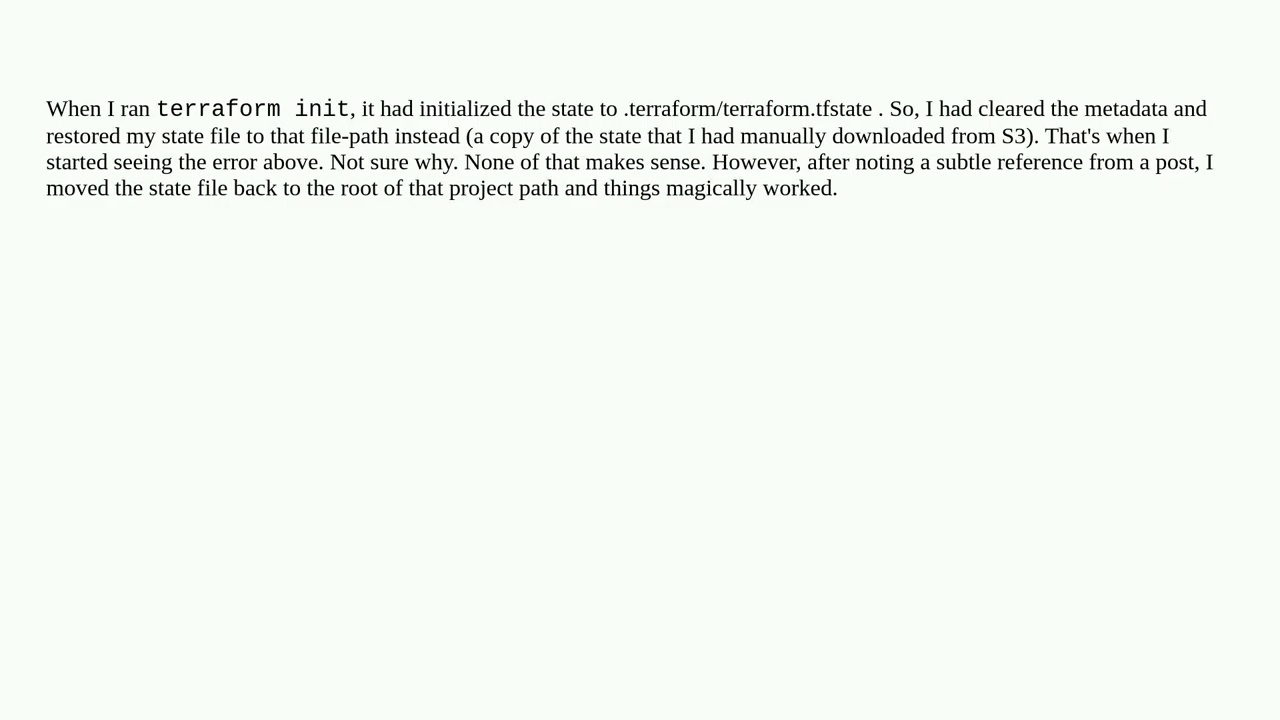 When I ran terraform init, it had initialized the state to .terraform/terraform.tfstate . So, I had cleared the metadata and
restored my state file to that file-path instead (a copy of the state that I had manually downloaded from S3). That's when I
started seeing the error above. Not sure why. None of that makes sense. However, after noting a subtle reference from a post, I
moved the state file back to the root of that project path and things magically worked.